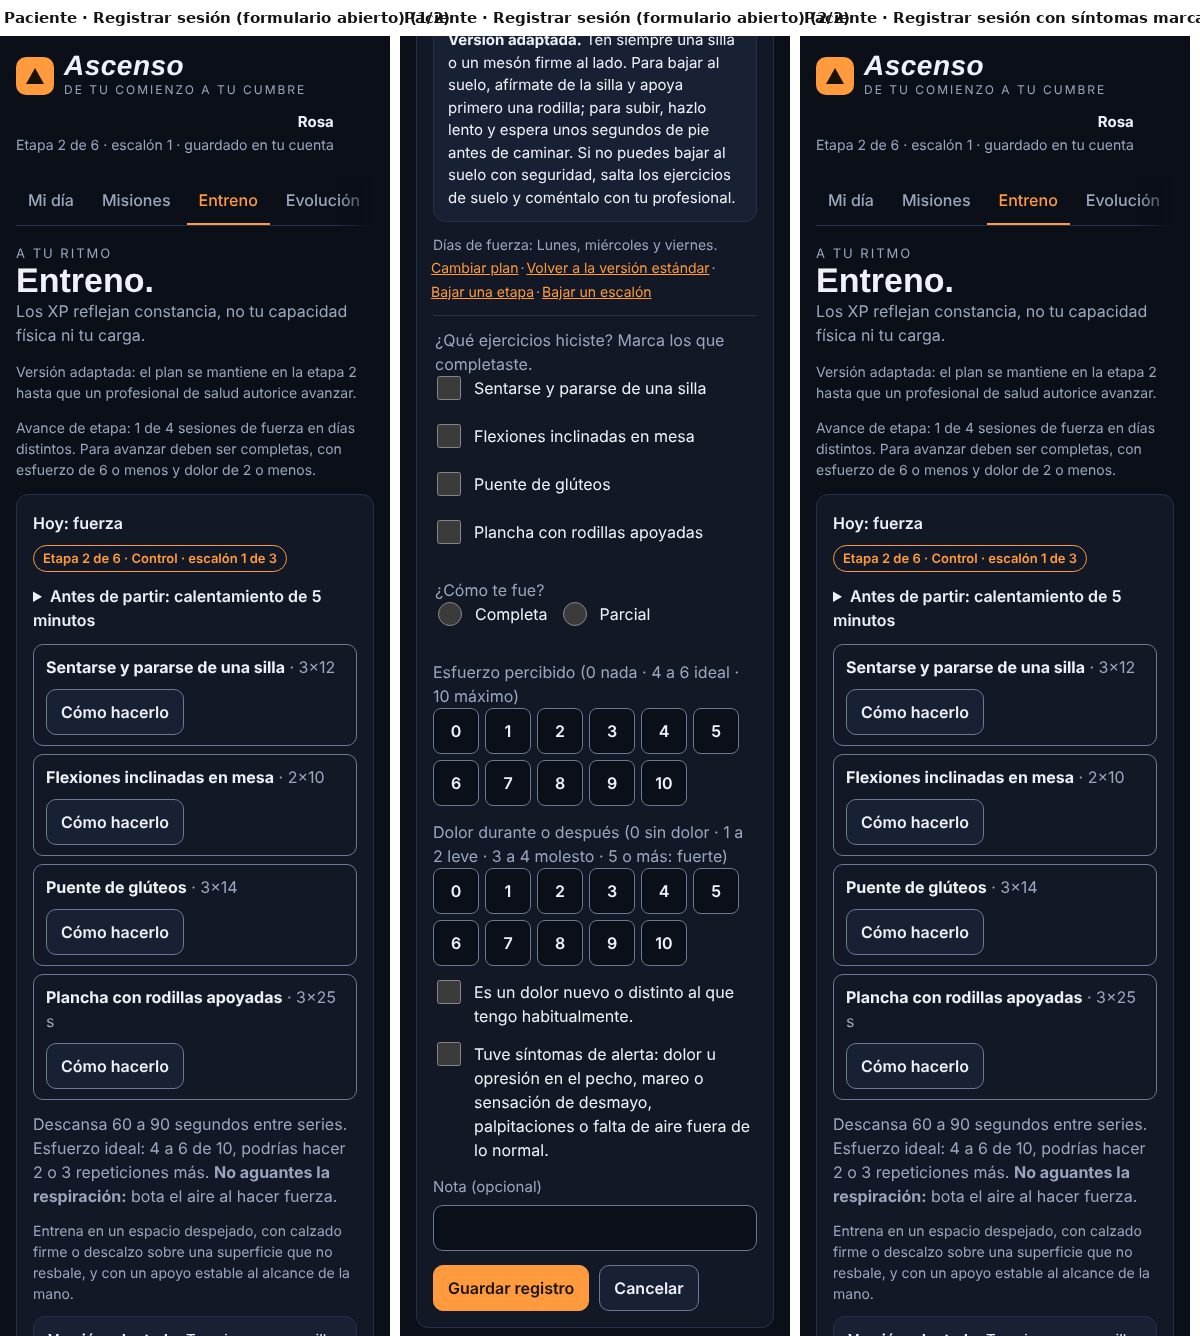 Paciente · Registrar sesión (formulario abierto) (1/2)
Ascenso
DE TU COMIENZO A TU CUMBRE
Rosa
Etapa 2 de 6 · escalón 1 · guardado en tu cuenta
Mi día
Misiones
Entreno
Evolución
A TU RITMO
Entreno.
Los XP reflejan constancia, no tu capacidad
física ni tu carga.
Versión adaptada: el plan se mantiene en la etapa 2
hasta que un profesional de salud autorice avanzar.
Avance de etapa: 1 de 4 sesiones de fuerza en días
distintos. Para avanzar deben ser completas, con
esfuerzo de 6 o menos y dolor de 2 o menos.
Hoy: fuerza
Etapa 2 de 6 · Control · escalón 1 de 3
Antes de partir: calentamiento de 5
minutos
Sentarse y pararse de una silla · 3×12
Cómo hacerlo
Flexiones inclinadas en mesa · 2×10
Cómo hacerlo
Puente de glúteos · 3×14
Cómo hacerlo
Plancha con rodillas apoyadas · 3×25
s
Cómo hacerlo
Descansa 60 a 90 segundos entre series.
Esfuerzo ideal: 4 a 6 de 10, podrías hacer
2 o 3 repeticiones más. No aguantes la
respiración: bota el aire al hacer fuerza.
Entrena en un espacio despejado, con calzado
firme o descalzo sobre una superficie que no
resbale, y con un apoyo estable al alcance de la
mano.
Paciente · Registrar sesión (formulario abierto) (2/2)
Versión adaptada. Ten siempre una silla
o un mesón firme al lado. Para bajar al
suelo, afírmate de la silla y apoya
primero una rodilla; para subir, hazlo
lento y espera unos segundos de pie
antes de caminar. Si no puedes bajar al
suelo con seguridad, salta los ejercicios
de suelo y coméntalo con tu profesional.
Días de fuerza: Lunes, miércoles y viernes.
Cambiar plan · Volver a la versión estándar ·
Bajar una etapa · Bajar un escalón
¿Qué ejercicios hiciste? Marca los que
completaste.
Sentarse y pararse de una silla
Flexiones inclinadas en mesa
Puente de glúteos
Plancha con rodillas apoyadas
¿Cómo te fue?
Completa
Parcial
Esfuerzo percibido (0 nada · 4 a 6 ideal ·
10 máximo)
0 1 2 3 4 5
6 7 8 9 10
Dolor durante o después (0 sin dolor · 1 a
2 leve · 3 a 4 molesto · 5 o más: fuerte)
0 1 2 3 4 5
6 7 8 9 10
Es un dolor nuevo o distinto al que
tengo habitualmente.
Tuve síntomas de alerta: dolor u
opresión en el pecho, mareo o
sensación de desmayo,
palpitaciones o falta de aire fuera de
lo normal.
Nota (opcional)
Guardar registro
Cancelar
Paciente · Registrar sesión con síntomas marca
Ascenso
DE TU COMIENZO A TU CUMBRE
Rosa
Etapa 2 de 6 · escalón 1 · guardado en tu cuenta
Mi día
Misiones
Entreno
Evolución
A TU RITMO
Entreno.
Los XP reflejan constancia, no tu capacidad
física ni tu carga.
Versión adaptada: el plan se mantiene en la etapa 2
hasta que un profesional de salud autorice avanzar.
Avance de etapa: 1 de 4 sesiones de fuerza en días
distintos. Para avanzar deben ser completas, con
esfuerzo de 6 o menos y dolor de 2 o menos.
Hoy: fuerza
Etapa 2 de 6 · Control · escalón 1 de 3
Antes de partir: calentamiento de 5
minutos
Sentarse y pararse de una silla · 3×12
Cómo hacerlo
Flexiones inclinadas en mesa · 2×10
Cómo hacerlo
Puente de glúteos · 3×14
Cómo hacerlo
Plancha con rodillas apoyadas · 3×25
s
Cómo hacerlo
Descansa 60 a 90 segundos entre series.
Esfuerzo ideal: 4 a 6 de 10, podrías hacer
2 o 3 repeticiones más. No aguantes la
respiración: bota el aire al hacer fuerza.
Entrena en un espacio despejado, con calzado
firme o descalzo sobre una superficie que no
resbale, y con un apoyo estable al alcance de la
mano.